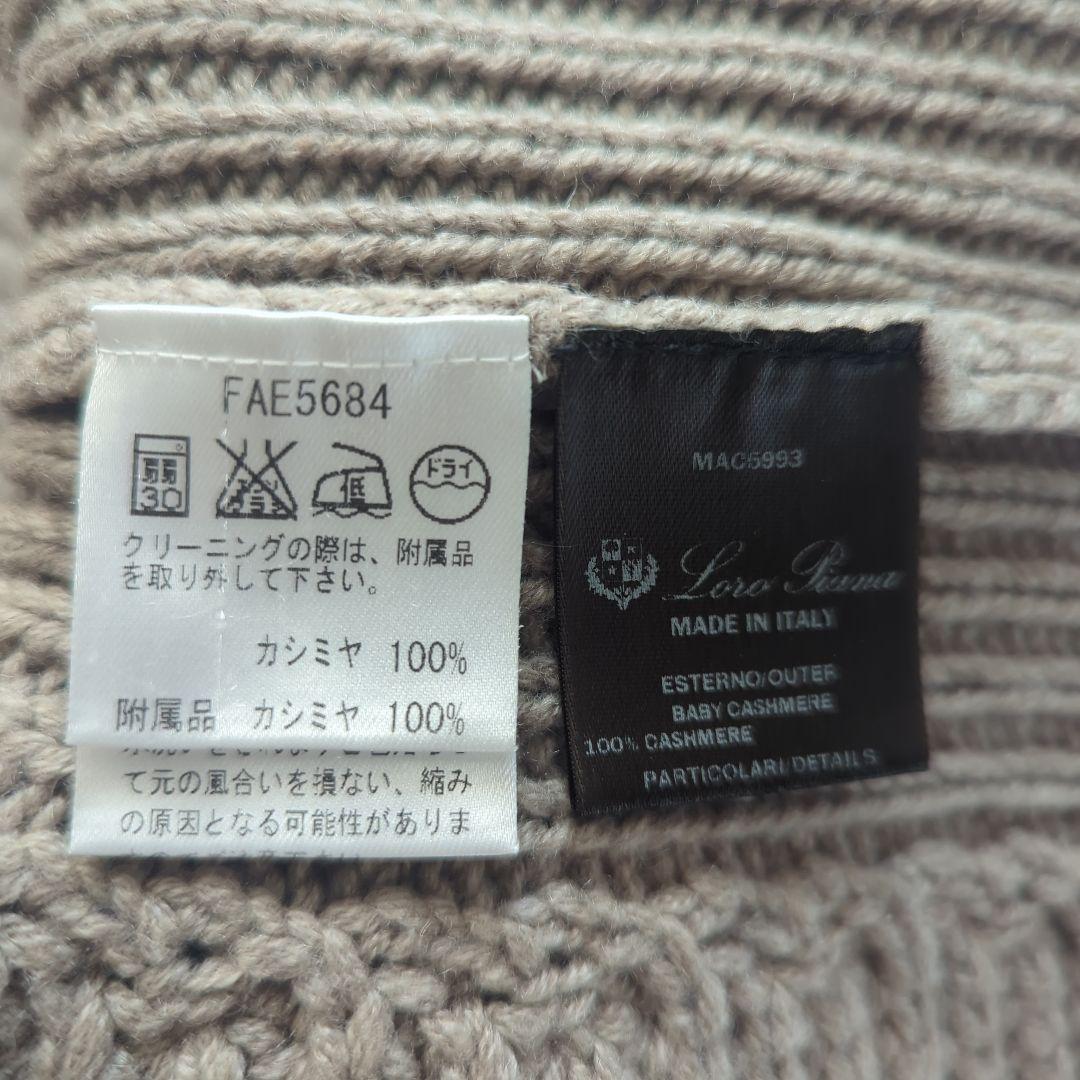 FAE5684
弱
30
低
ドライ
クリーニングの際は、附属品
を取り外して下さい。
カシミヤ 100%
附属品 カシミヤ 100%
て元の風合いを損ない、縮み
の原因となる可能性がありま
MAC6993
Loro Piana
MADE IN ITALY
ESTERNO/OUTER
BABY CASHMERE
100% CASHMERE
PARTICOLARI/DETAILS